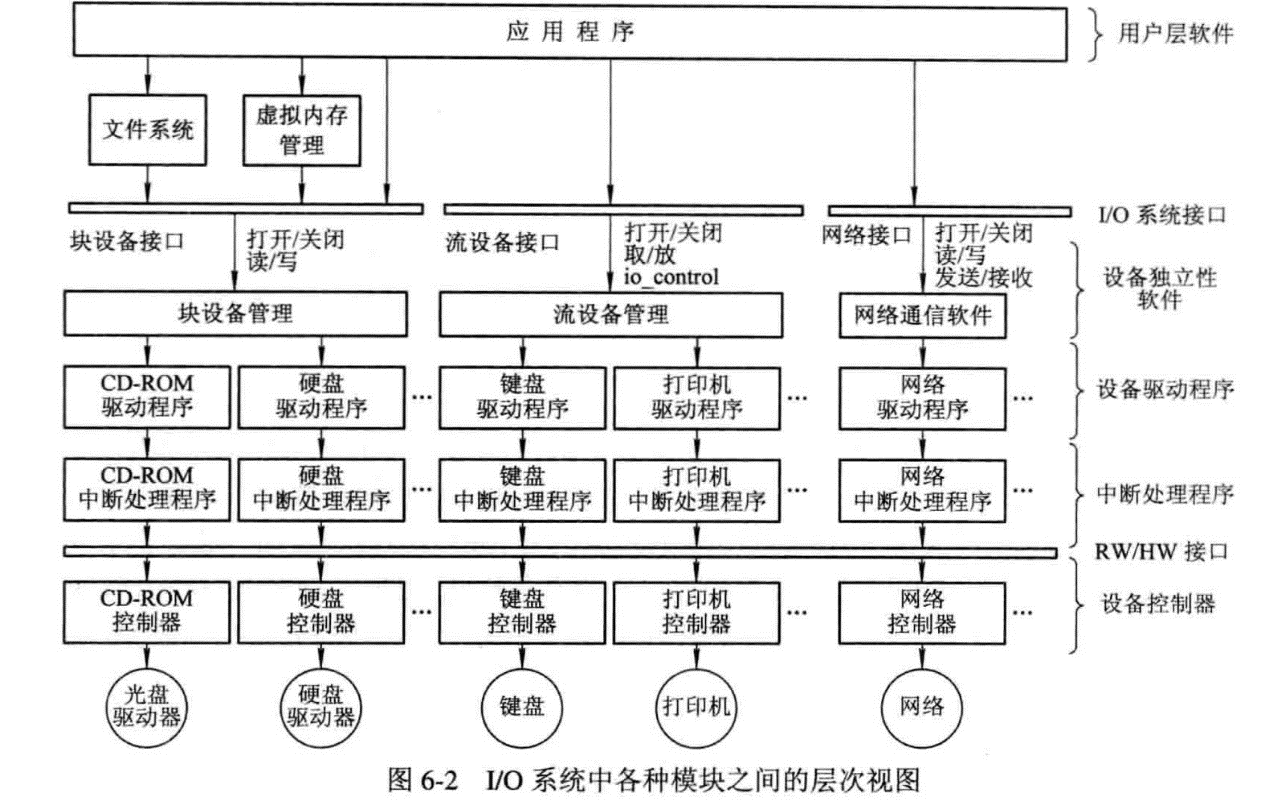 应用程序
用户层软件
文件系统
虚拟内存
管理
I/O 系统接口
块设备接口
打开/关闭
读/写
流设备接口
打开/关闭
取/放
io_control
网络接口
打开/关闭
读/写
发送/接收
设备独立性
软件
块设备管理
流设备管理
网络通信软件
CD-ROM
驱动程序
硬盘
驱动程序
…
键盘
驱动程序
打印机
驱动程序
…
网络
驱动程序
…
设备驱动程序
CD-ROM
中断处理程序
硬盘
中断处理程序
…
键盘
中断处理程序
打印机
中断处理程序
…
网络
中断处理程序
…
中断处理程序
RW/HW 接口
CD-ROM
控制器
硬盘
控制器
…
键盘
控制器
打印机
控制器
…
网络
控制器
…
设备控制器
光盘
驱动器
硬盘
驱动器
键盘
打印机
网络
图 6-2 I/O 系统中各种模块之间的层次视图